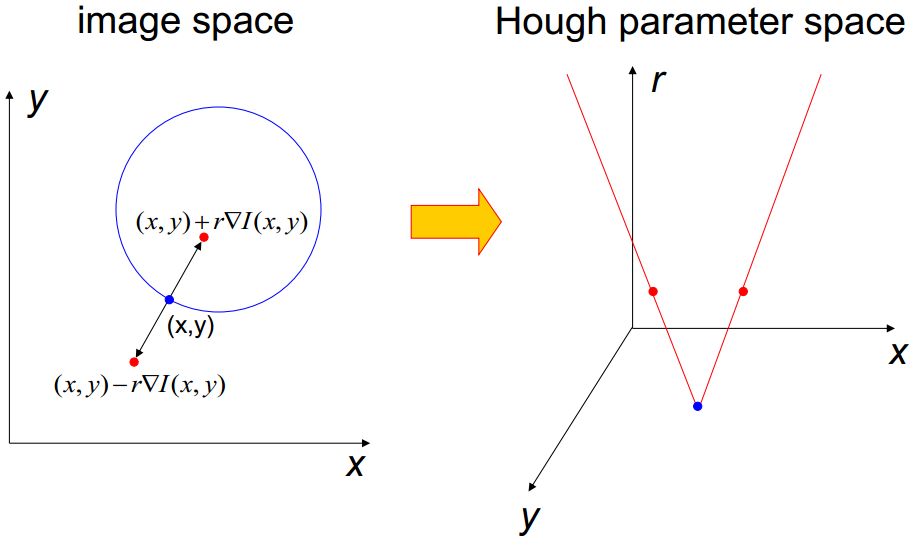 image space
y
(x, y)+r∇I(x, y)
(x,y)
(x, y)−r∇I(x, y)
x
Hough parameter space
r
x
y